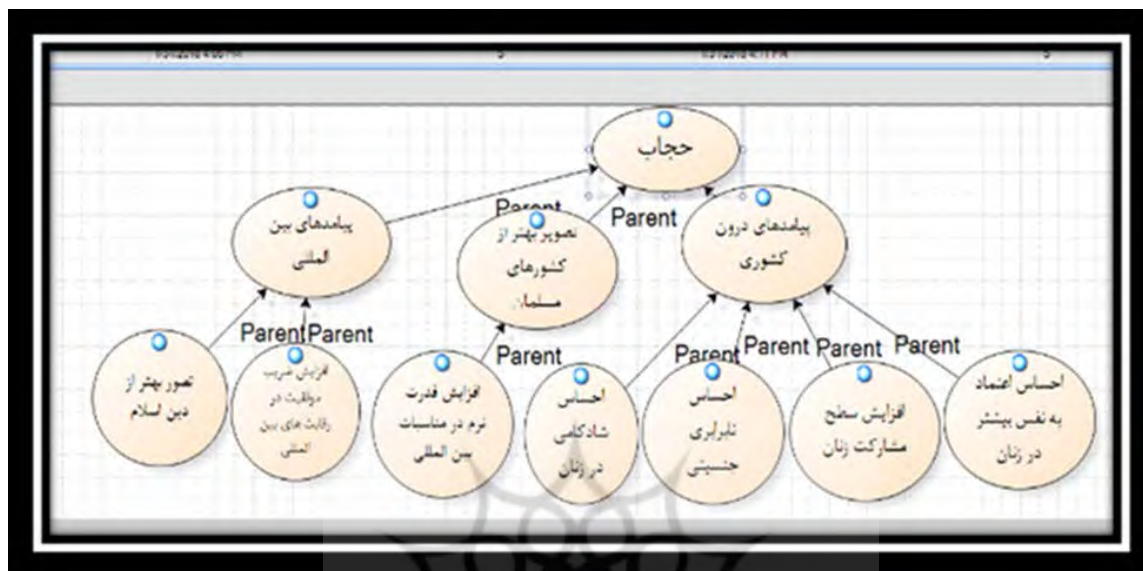 حجاب
Parent
Parent
پیامدهای بین
المللی
تصویر بهتر از
کشورهای
مسلمان
پیامدهای درون
کشوری
Parent
Parent
Parent
Parent
Parent
Parent
Parent
تصور بهتر از
دین اسلام
افزایش ضریب
موفقیت در
رقابت های بین
المللی
افزایش قدرت
نرم در مناسبات
بین المللی
احساس
شادکامی
در زنان
احساس
نابرابری
جنسیتی
افزایش سطح
مشارکت زنان
احساس اعتماد
به نفس بیشتر
در زنان